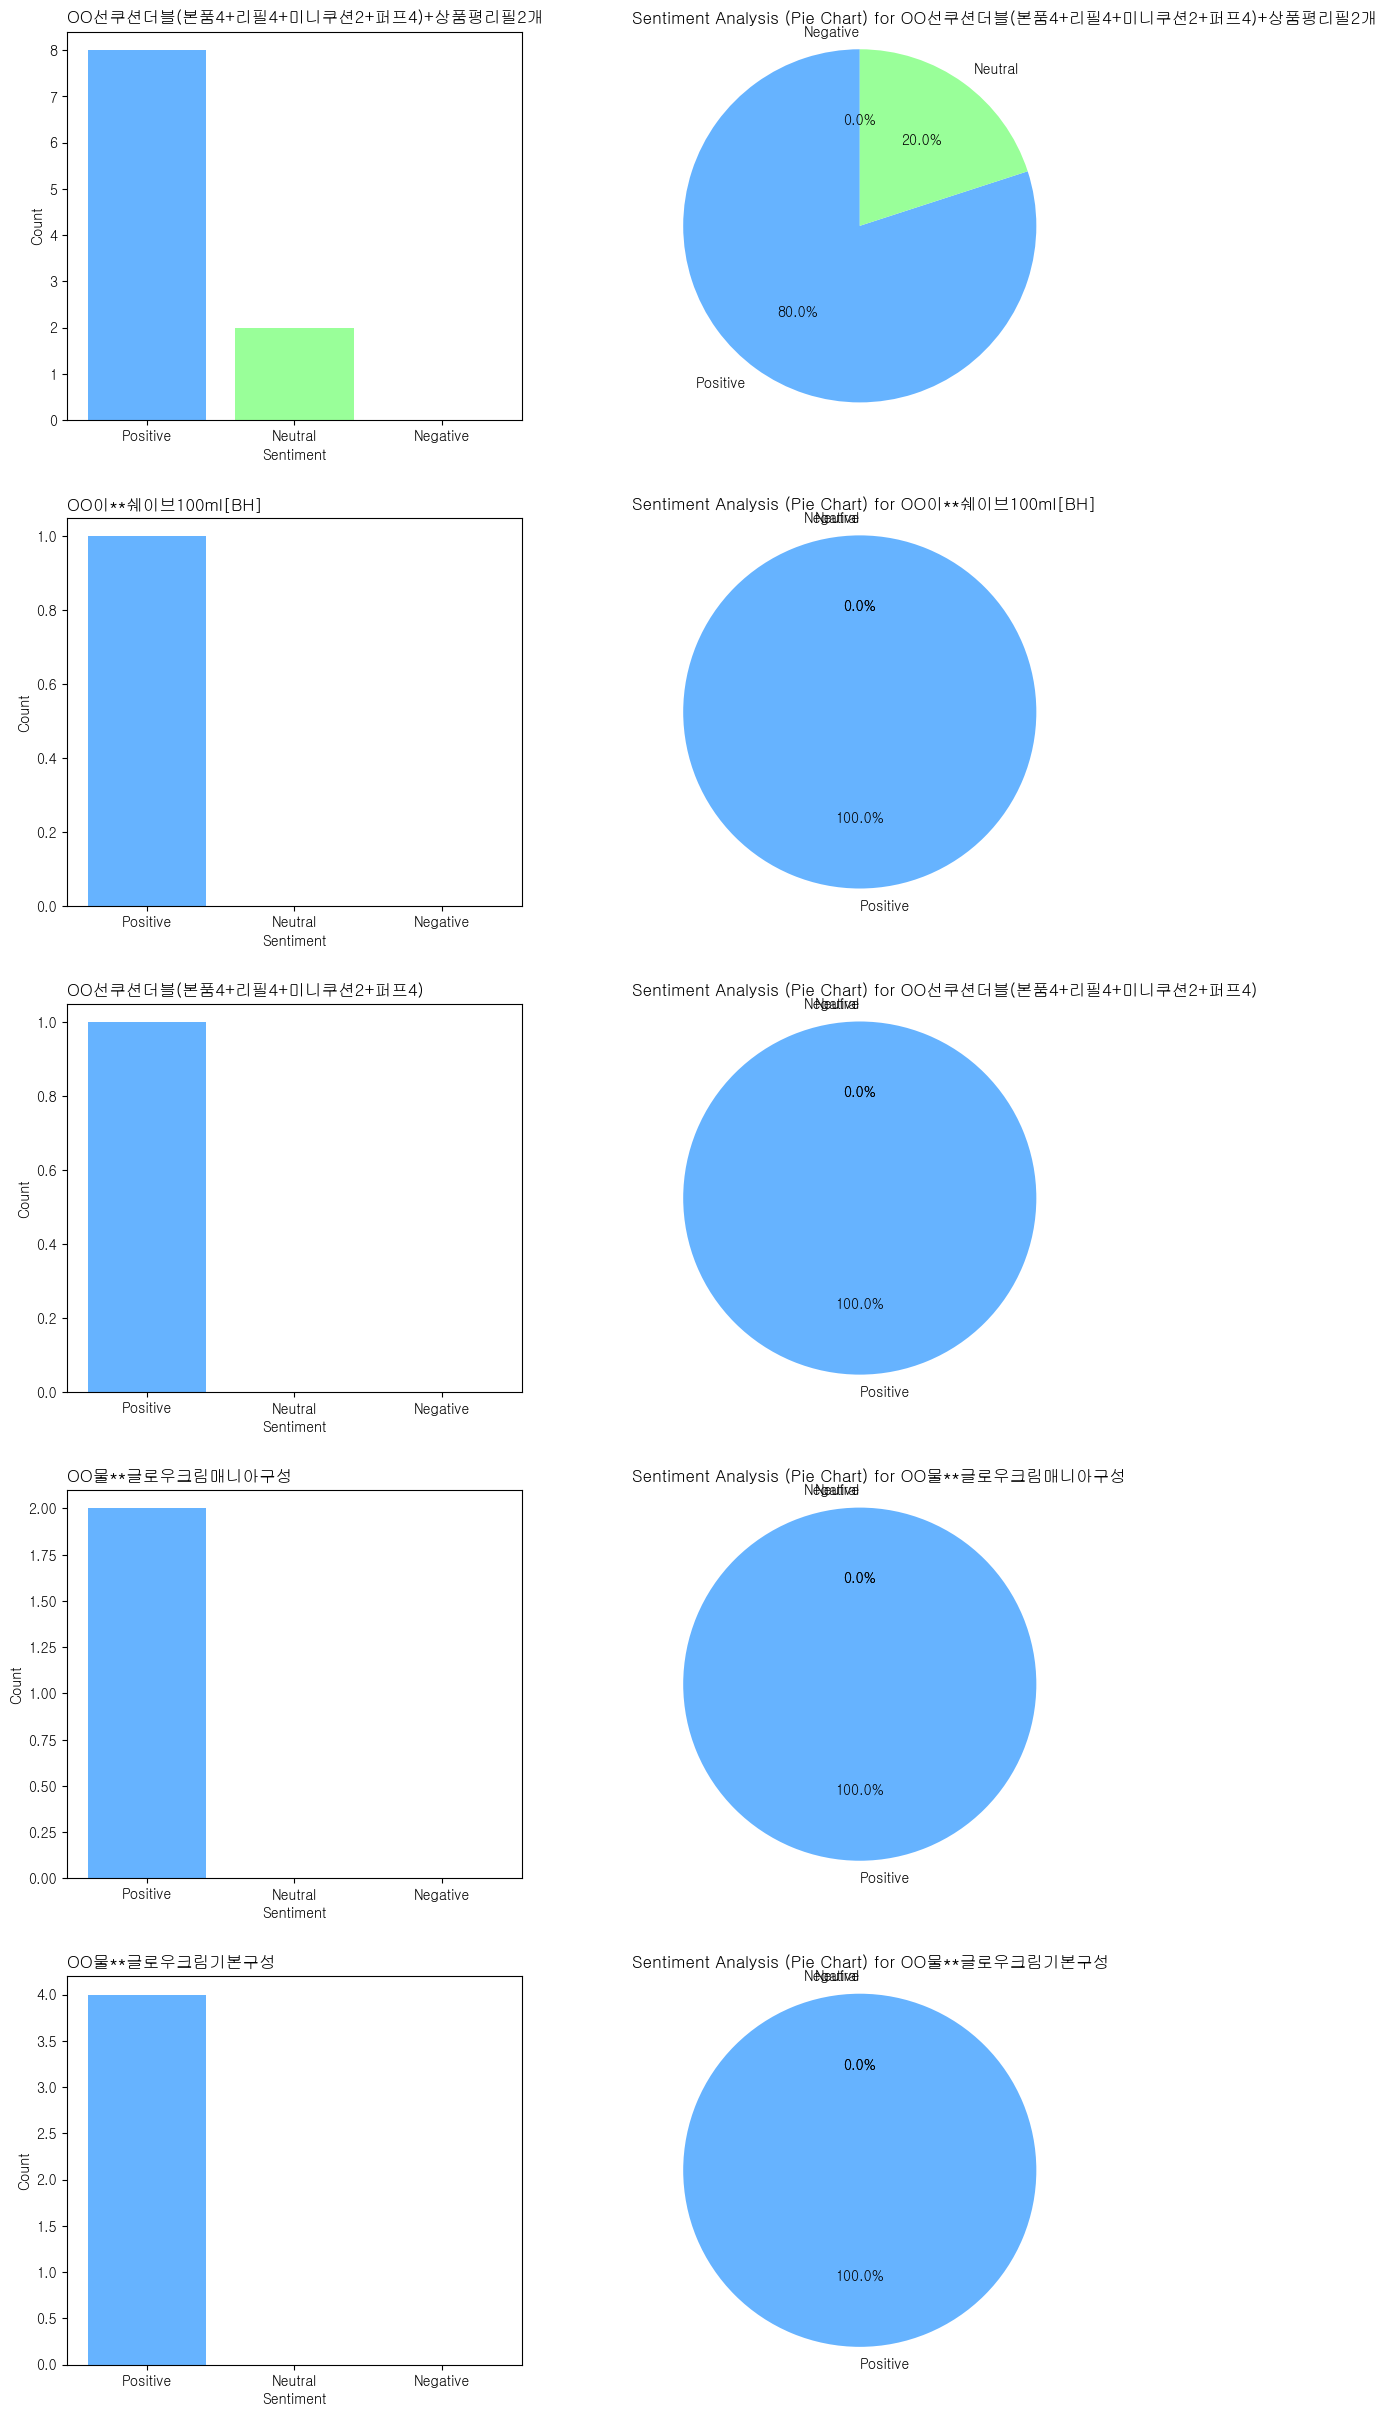 OO선쿠션더블(본품4+리필4+미니쿠션2+퍼프4)+상품평리필2개
8
7
6
5
4
3
2
1
0
Count
Positive
Neutral
Negative
Sentiment
Sentiment Analysis (Pie Chart) for OO선쿠션더블(본품4+리필4+미니쿠션2+퍼프4)+상품평리필2개
Negative
Neutral
0.0%
20.0%
80.0%
Positive
OO이**쉐이브100ml[BH]
1.0
0.8
0.6
0.4
0.2
0.0
Count
Positive
Neutral
Negative
Sentiment
Sentiment Analysis (Pie Chart) for OO이**쉐이브100ml[BH]
Negative
Neutral
0.0%
100.0%
Positive
OO선쿠션더블(본품4+리필4+미니쿠션2+퍼프4)
1.0
0.8
0.6
0.4
0.2
0.0
Count
Positive
Neutral
Negative
Sentiment
Sentiment Analysis (Pie Chart) for OO선쿠션더블(본품4+리필4+미니쿠션2+퍼프4)
Negative
Neutral
0.0%
100.0%
Positive
OO물**글로우크림매니아구성
2.00
1.75
1.50
1.25
1.00
0.75
0.50
0.25
0.00
Count
Positive
Neutral
Negative
Sentiment
Sentiment Analysis (Pie Chart) for OO물**글로우크림매니아구성
Negative
Neutral
0.0%
100.0%
Positive
OO물**글로우크림기본구성
4.0
3.5
3.0
2.5
2.0
1.5
1.0
0.5
0.0
Count
Positive
Neutral
Negative
Sentiment
Sentiment Analysis (Pie Chart) for OO물**글로우크림기본구성
Negative
Neutral
0.0%
100.0%
Positive